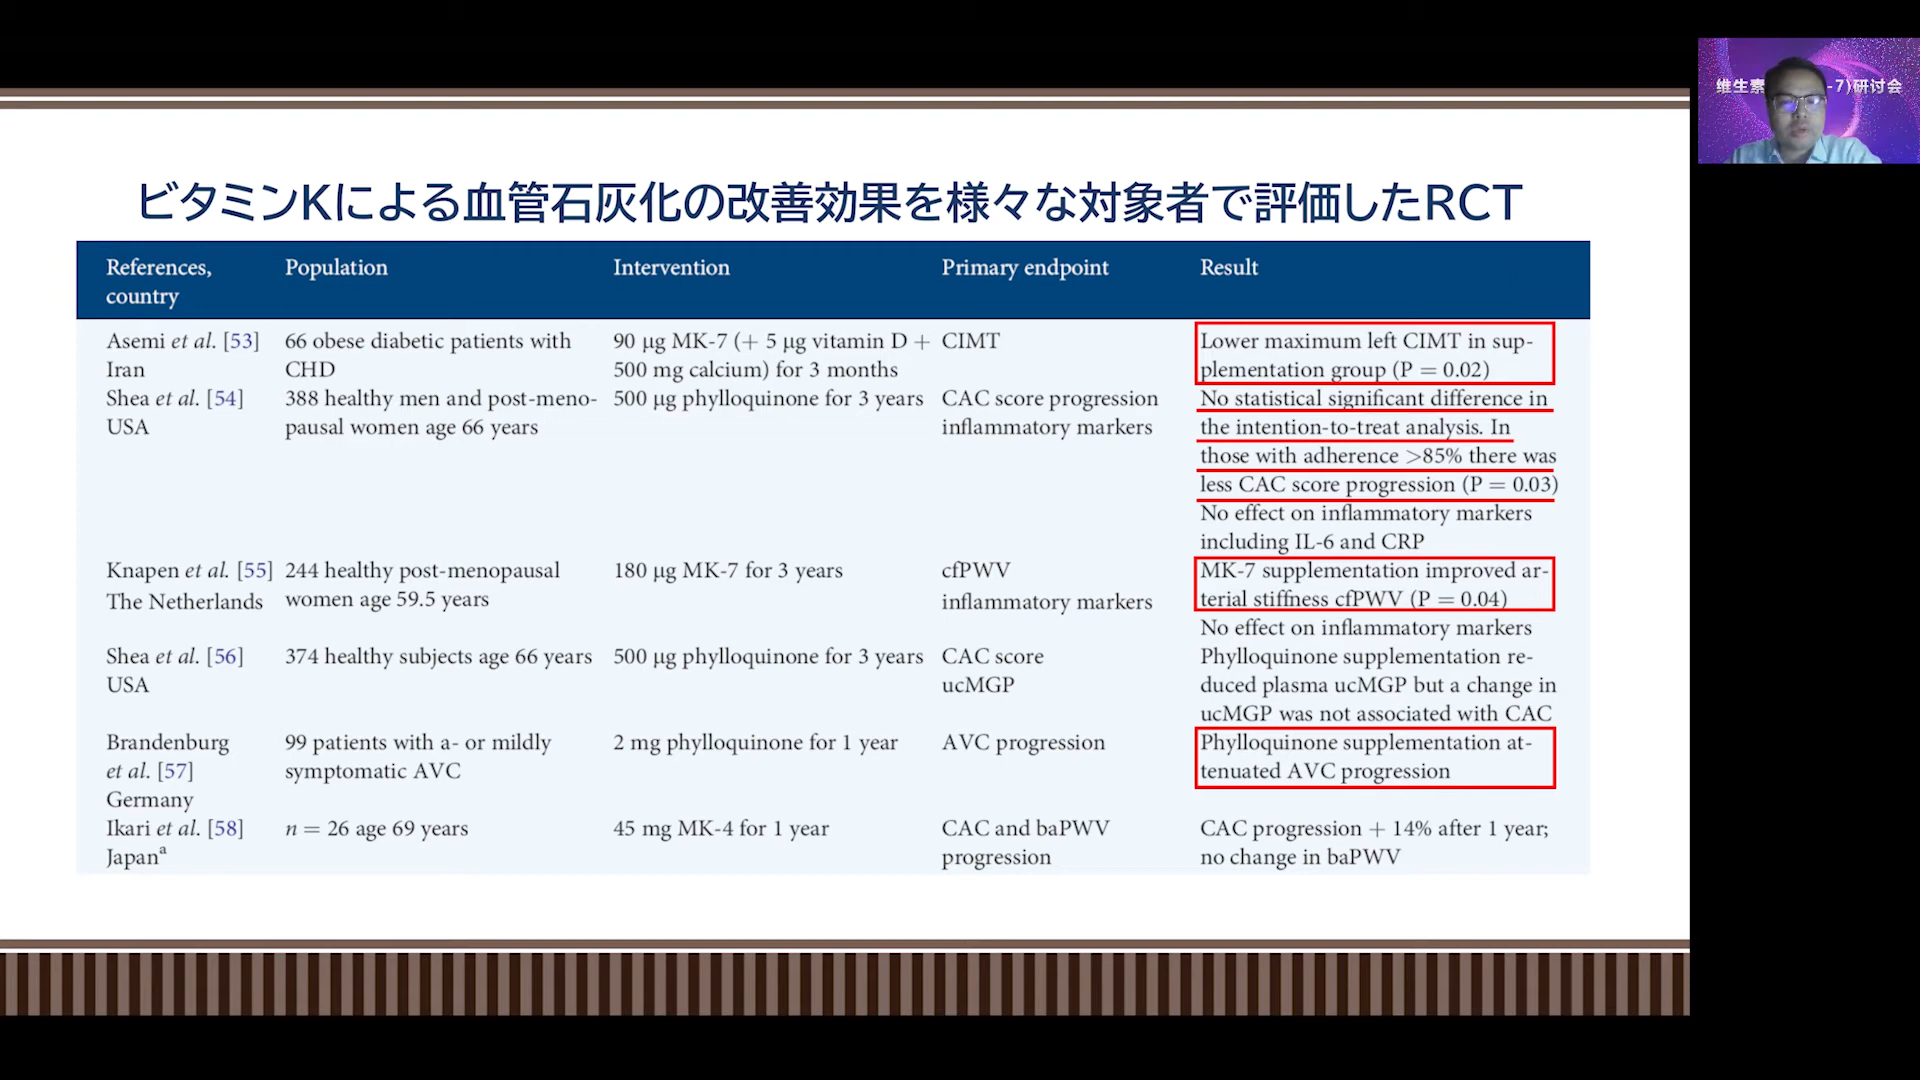 维生素 -7)研讨会
ビタミンKによる血管石灰化の改善効果を様々な対象者で評価したRCT
References, country Population Intervention Primary endpoint Result
Asemi et al. [53] 66 obese diabetic patients with 90 µg MK-7 (+ 5 µg vitamin D + CIMT Lower maximum left CIMT in sup-
Iran CHD 500 mg calcium) for 3 months plementation group (P = 0.02)
Shea et al. [54] 388 healthy men and post-meno- 500 µg phylloquinone for 3 years CAC score progression No statistical significant difference in
USA pausal women age 66 years inflammatory markers the intention-to-treat analysis. In
those with adherence >85% there was
less CAC score progression (P = 0.03)
No effect on inflammatory markers
including IL-6 and CRP
Knapen et al. [55] 244 healthy post-menopausal 180 µg MK-7 for 3 years cfPWV MK-7 supplementation improved ar-
The Netherlands women age 59.5 years inflammatory markers terial stiffness cfPWV (P = 0.04)
No effect on inflammatory markers
Shea et al. [56] 374 healthy subjects age 66 years 500 µg phylloquinone for 3 years CAC score Phylloquinone supplementation re-
USA ucMGP duced plasma ucMGP but a change in
ucMGP was not associated with CAC
Brandenburg 99 patients with a- or mildly 2 mg phylloquinone for 1 year AVC progression Phylloquinone supplementation at-
et al. [57] symptomatic AVC tenuated AVC progression
Germany
Ikari et al. [58] n = 26 age 69 years 45 mg MK-4 for 1 year CAC and baPWV CAC progression + 14% after 1 year;
Japanᵃ progression no change in baPWV